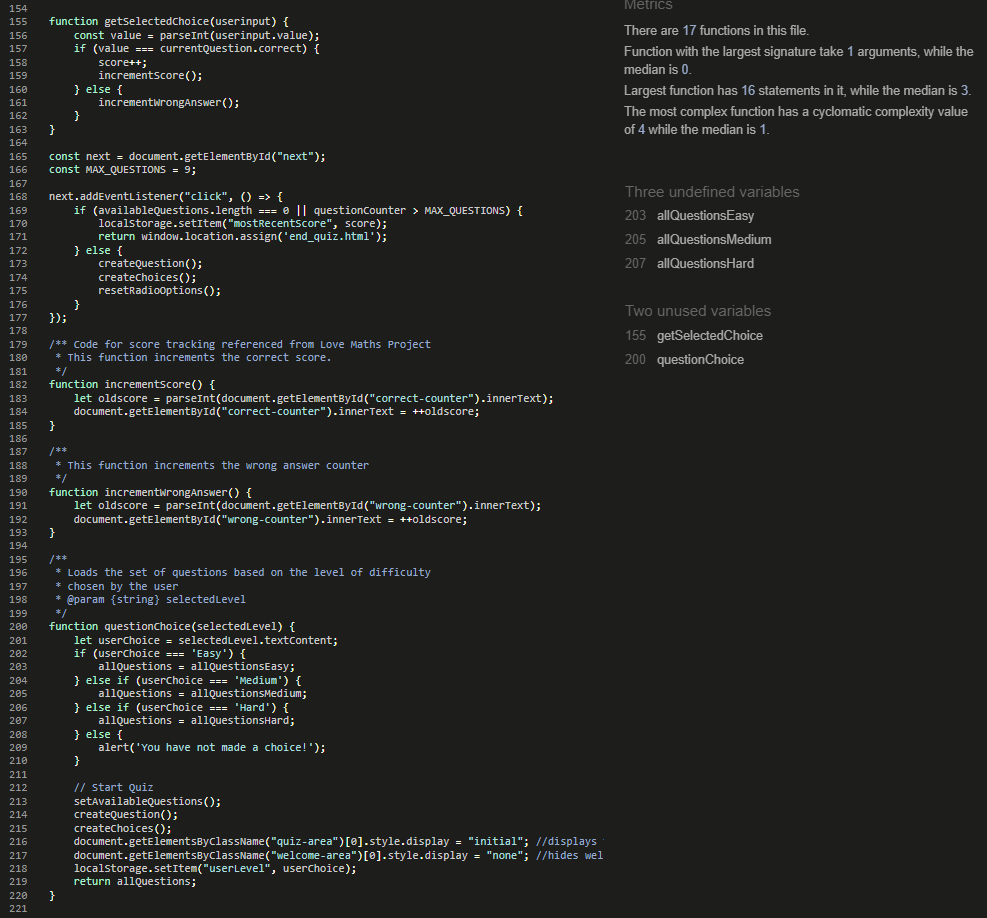 154
155 function getSelectedChoice(userinput) {
156     const value = parseInt(userinput.value);
157     if (value === currentQuestion.correct) {
158         score++;
159         incrementScore();
160     } else {
161         incrementWrongAnswer();
162     }
163 }
164
165 const next = document.getElementById("next");
166 const MAX_QUESTIONS = 9;
167
168 next.addEventListener("click", () => {
169     if (availableQuestions.length === 0 || questionCounter > MAX_QUESTIONS) {
170         localStorage.setItem("mostRecentScore", score);
171         return window.location.assign('end_quiz.html');
172     } else {
173         createQuestion();
174         createChoices();
175         resetRadioOptions();
176     }
177 });
178
179 /** Code for score tracking referenced from Love Maths Project
180  * This function increments the correct score.
181  */
182 function incrementScore() {
183     let oldscore = parseInt(document.getElementById("correct-counter").innerText);
184     document.getElementById("correct-counter").innerText = ++oldscore;
185 }
186
187 /**
188  * This function increments the wrong answer counter
189  */
190 function incrementWrongAnswer() {
191     let oldscore = parseInt(document.getElementById("wrong-counter").innerText);
192     document.getElementById("wrong-counter").innerText = ++oldscore;
193 }
194
195 /**
196  * Loads the set of questions based on the level of difficulty
197  * chosen by the user
198  * @param {string} selectedLevel
199  */
200 function questionChoice(selectedLevel) {
201     let userChoice = selectedLevel.textContent;
202     if (userChoice === 'Easy') {
203         allQuestions = allQuestionsEasy;
204     } else if (userChoice === 'Medium') {
205         allQuestions = allQuestionsMedium;
206     } else if (userChoice === 'Hard') {
207         allQuestions = allQuestionsHard;
208     } else {
209         alert('You have not made a choice!');
210     }
211
212     // Start Quiz
213     setAvailableQuestions();
214     createQuestion();
215     createChoices();
216     document.getElementsByClassName("quiz-area")[0].style.display = "initial"; //displays
217     document.getElementsByClassName("welcome-area")[0].style.display = "none"; //hides wel
218     localStorage.setItem("userLevel", userChoice);
219     return allQuestions;
220 }
221
Metrics
There are 17 functions in this file.
Function with the largest signature take 1 arguments, while the
median is 0.
Largest function has 16 statements in it, while the median is 3.
The most complex function has a cyclomatic complexity value
of 4 while the median is 1.
Three undefined variables
203 allQuestionsEasy
205 allQuestionsMedium
207 allQuestionsHard
Two unused variables
155 getSelectedChoice
200 questionChoice